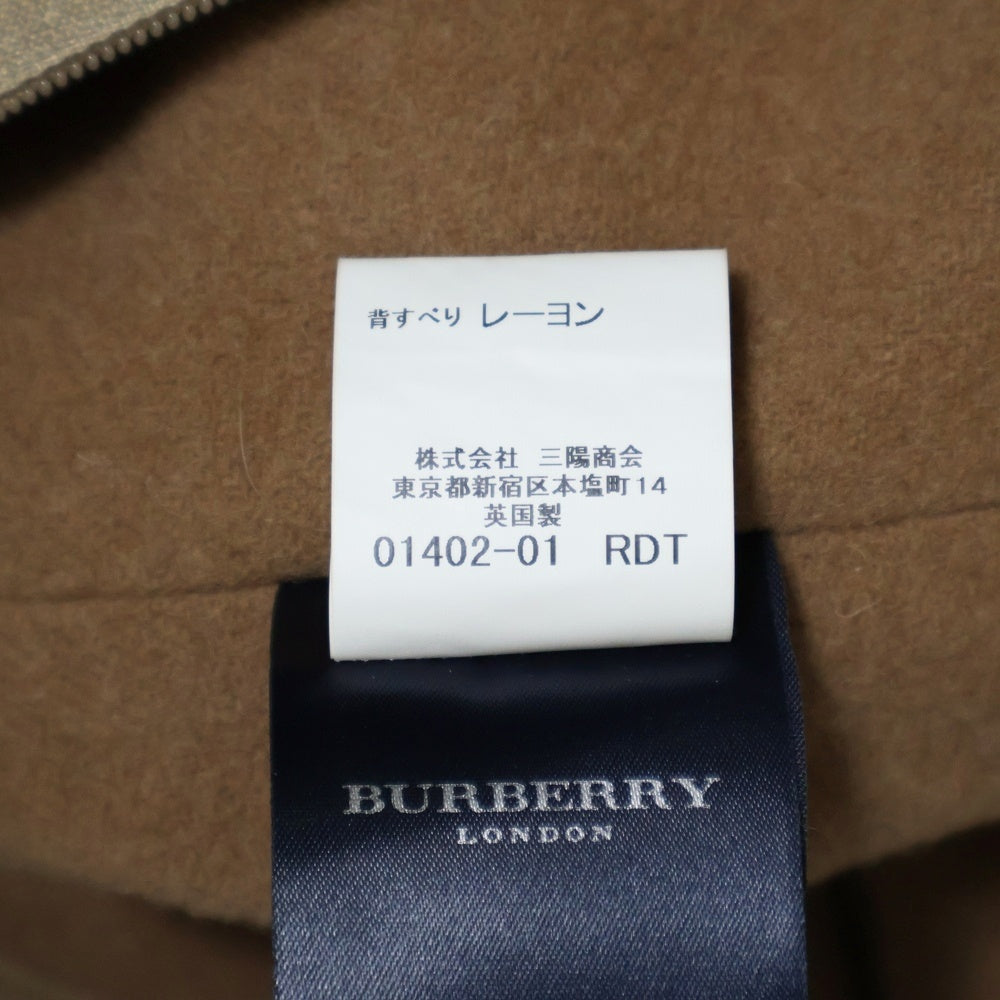 背すべり レーヨン
株式会社 三陽商会
東京都新宿区本塩町14
英国製
01402-01 RDT
BURBERRY
LONDON